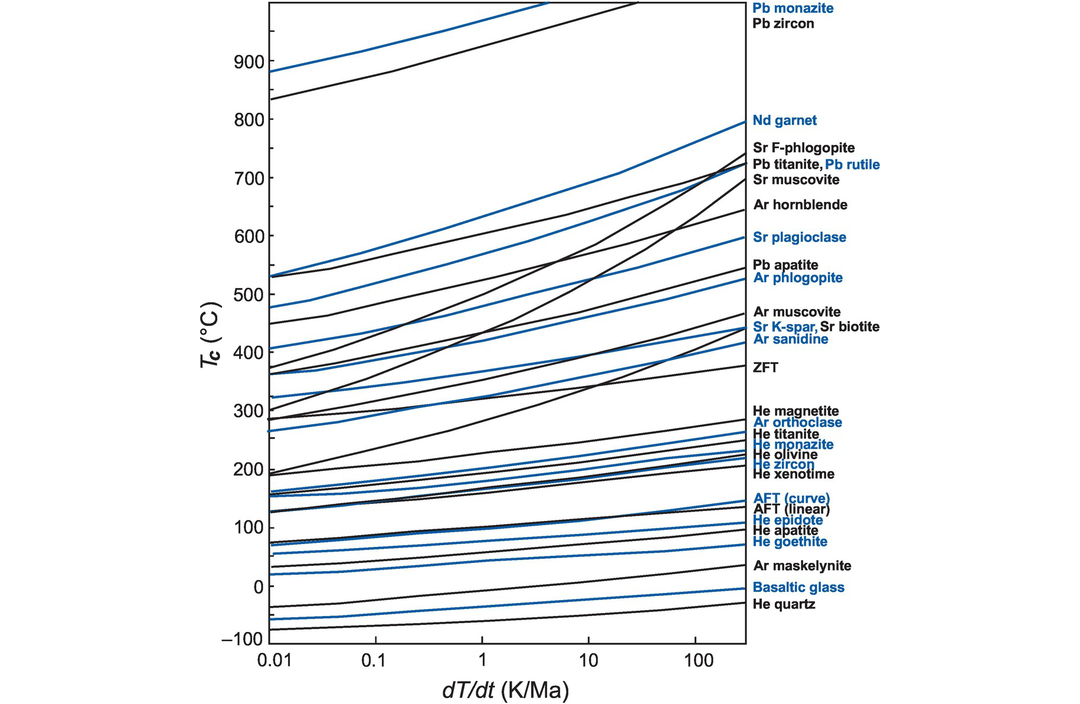 Pb monazite
Pb zircon
900
800
Nd garnet
Sr F-phlogopite
Pb titanite, Pb rutile
700
Sr muscovite
Ar hornblende
600
Sr plagioclase
Pb apatite
Ar phlogopite
500
Ar muscovite
Sr K-spar, Sr biotite
Ar sanidine
400
ZFT
Tc (°C)
300
He magnetite
Ar orthoclase
He titanite
He monazite
He olivine
He zircon
He xenotime
200
AFT (curve)
AFT (linear)
He epidote
He apatite
He goethite
100
Ar maskelynite
0
Basaltic glass
He quartz
–100
0.01 0.1 1 10 100
dT/dt (K/Ma)